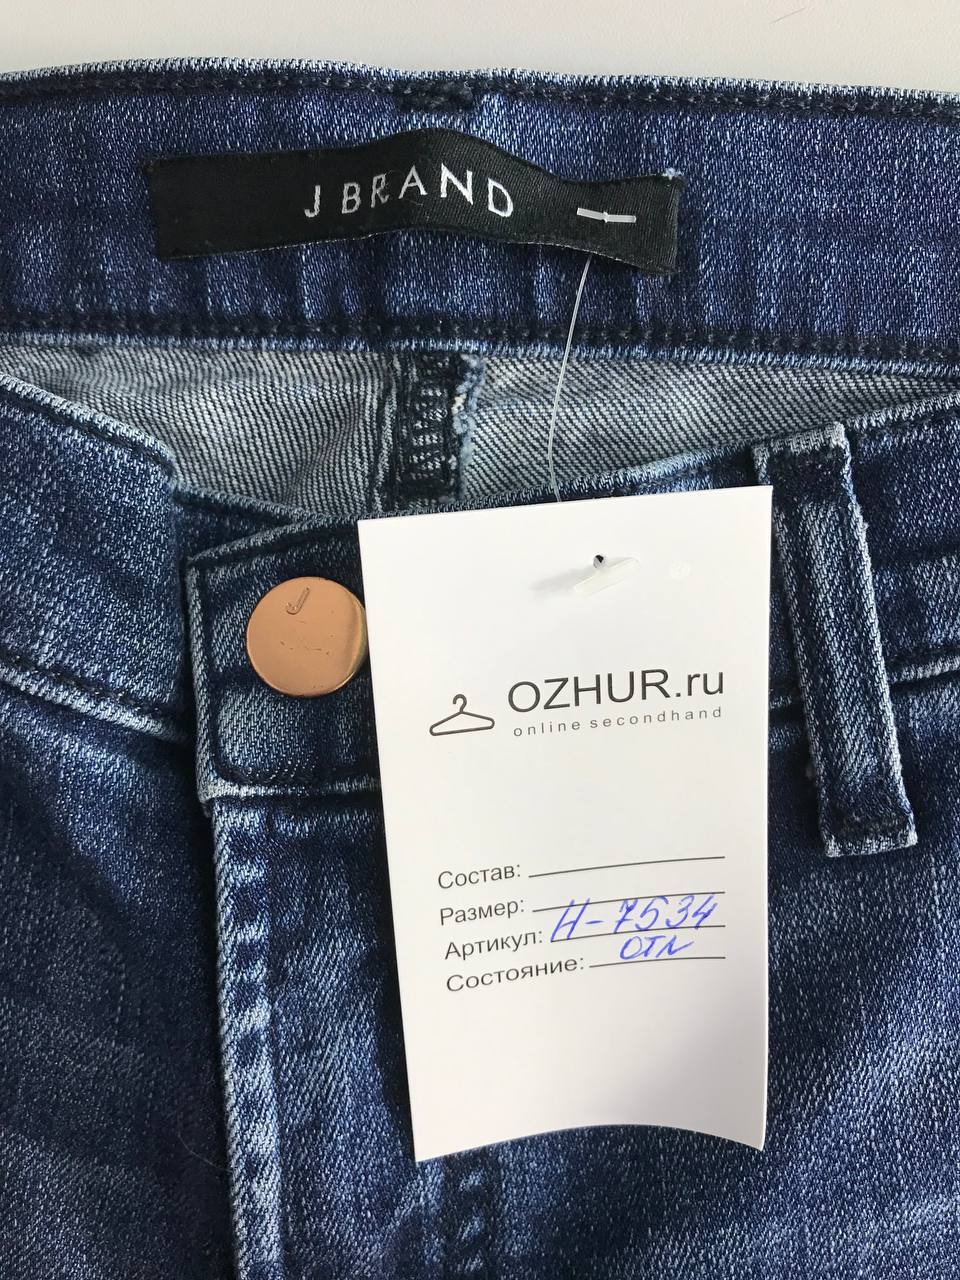 J BRAND
J
OZHUR.ru
online secondhand
Состав:
Размер:
Артикул: Н-7534
Состояние: отл